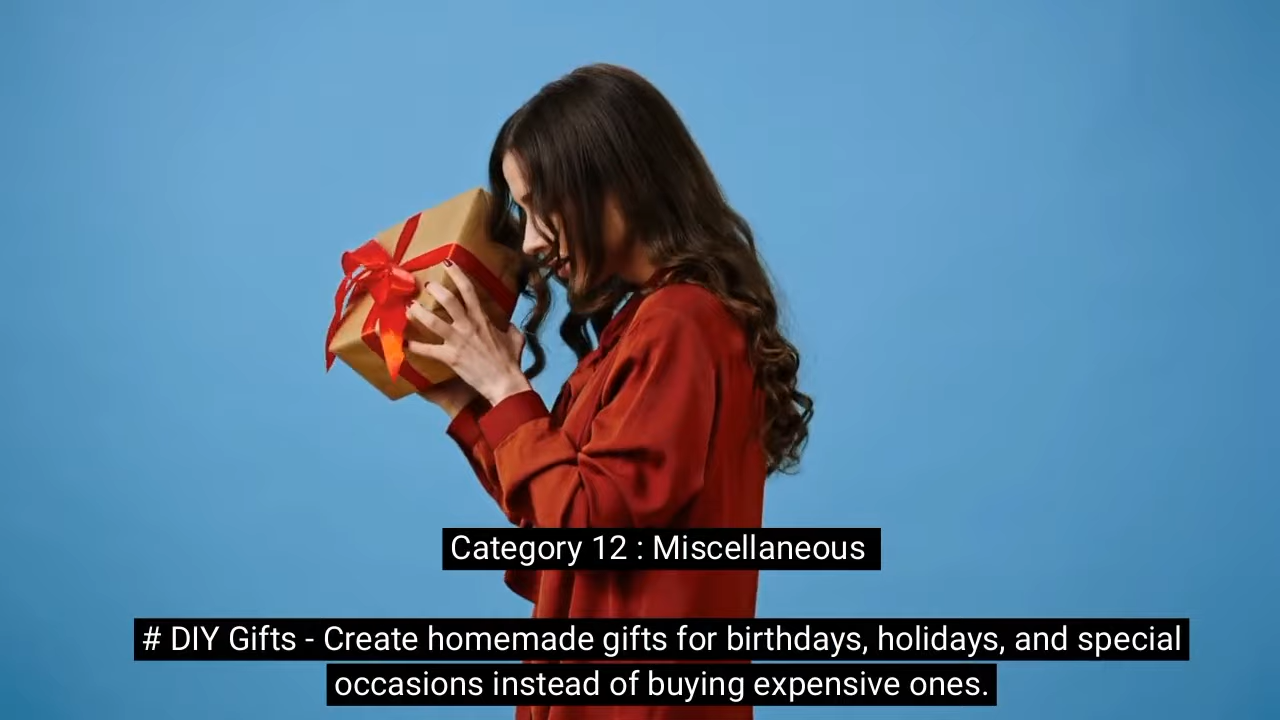 Category 12 : Miscellaneous
# DIY Gifts - Create homemade gifts for birthdays, holidays, and special
occasions instead of buying expensive ones.